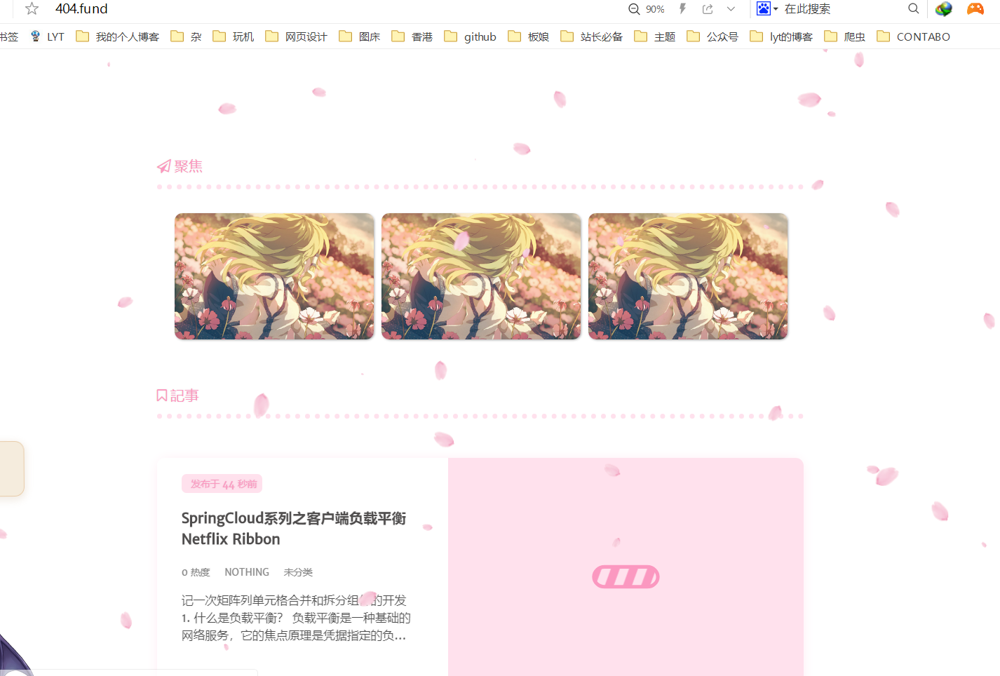 404.fund
90%
在此搜索
书签
LYT
我的个人博客
杂
玩机
网页设计
图床
香港
github
板娘
站长必备
主题
公众号
lyt的博客
爬虫
CONTABO
聚焦
記事
发布于 44 秒前
SpringCloud系列之客户端负载平衡
Netflix Ribbon
0 热度 NOTHING 未分类
记一次矩阵列单元格合并和拆分组 的开发
1. 什么是负载平衡? 负载平衡是一种基础的
网络服务，它的焦点原理是凭据指定的负...